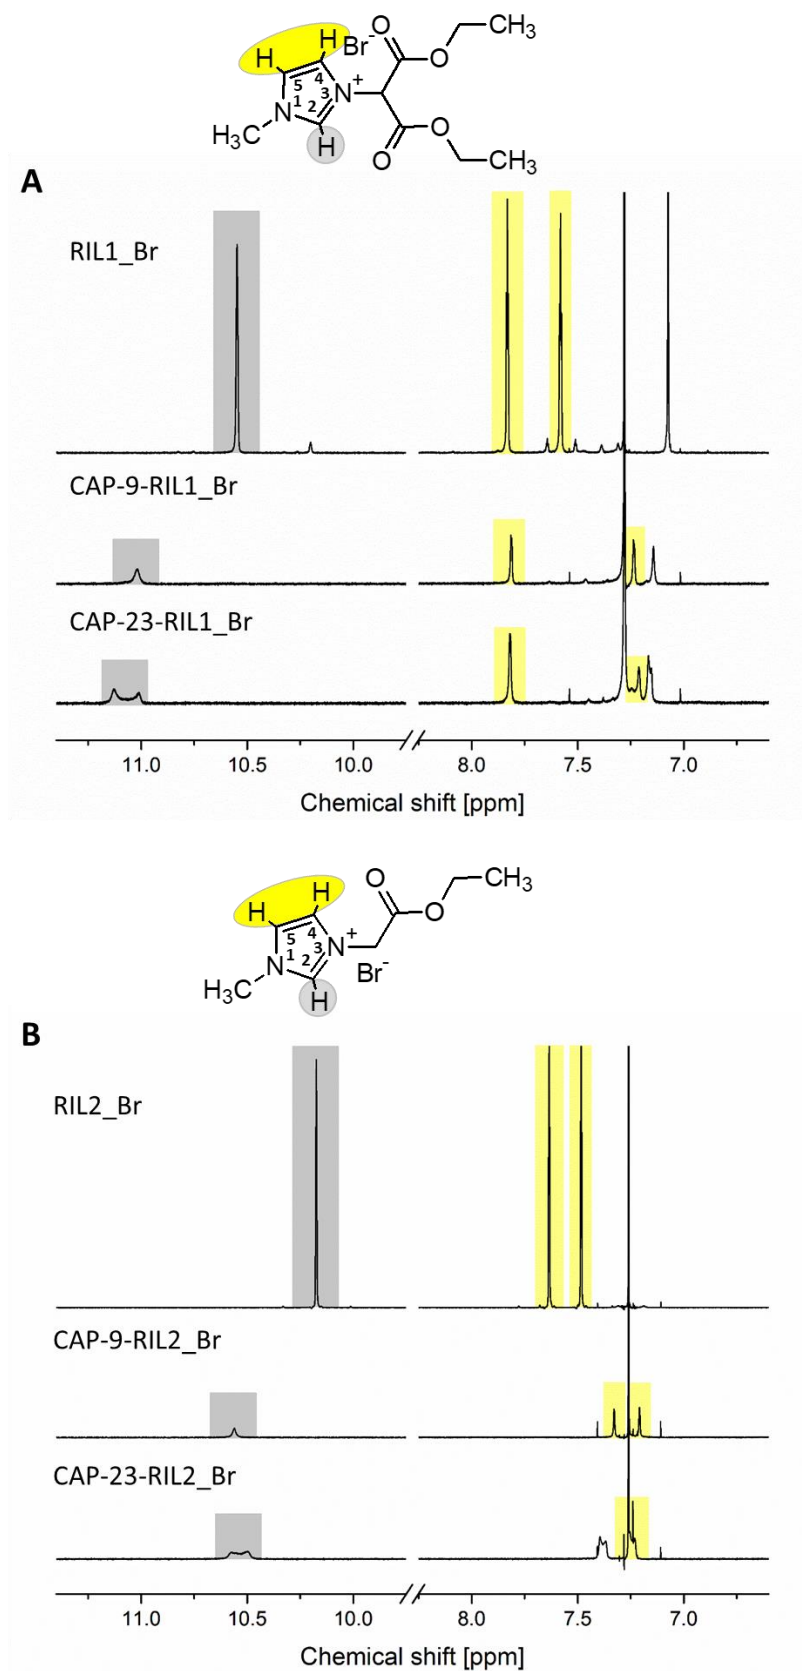 O
CH₃
H
H
Br⁻
O
4
+
5
3
N
1
2
N
O
H₃C
H
O
CH₃
A
RIL1_Br
CAP-9-RIL1_Br
CAP-23-RIL1_Br
11.0 10.5 10.0 8.0 7.5 7.0
Chemical shift [ppm]
O
CH₃
H
H
O
4
+
5
3
N
1
2
N
Br⁻
H₃C
H
B
RIL2_Br
CAP-9-RIL2_Br
CAP-23-RIL2_Br
11.0 10.5 10.0 8.0 7.5 7.0
Chemical shift [ppm]